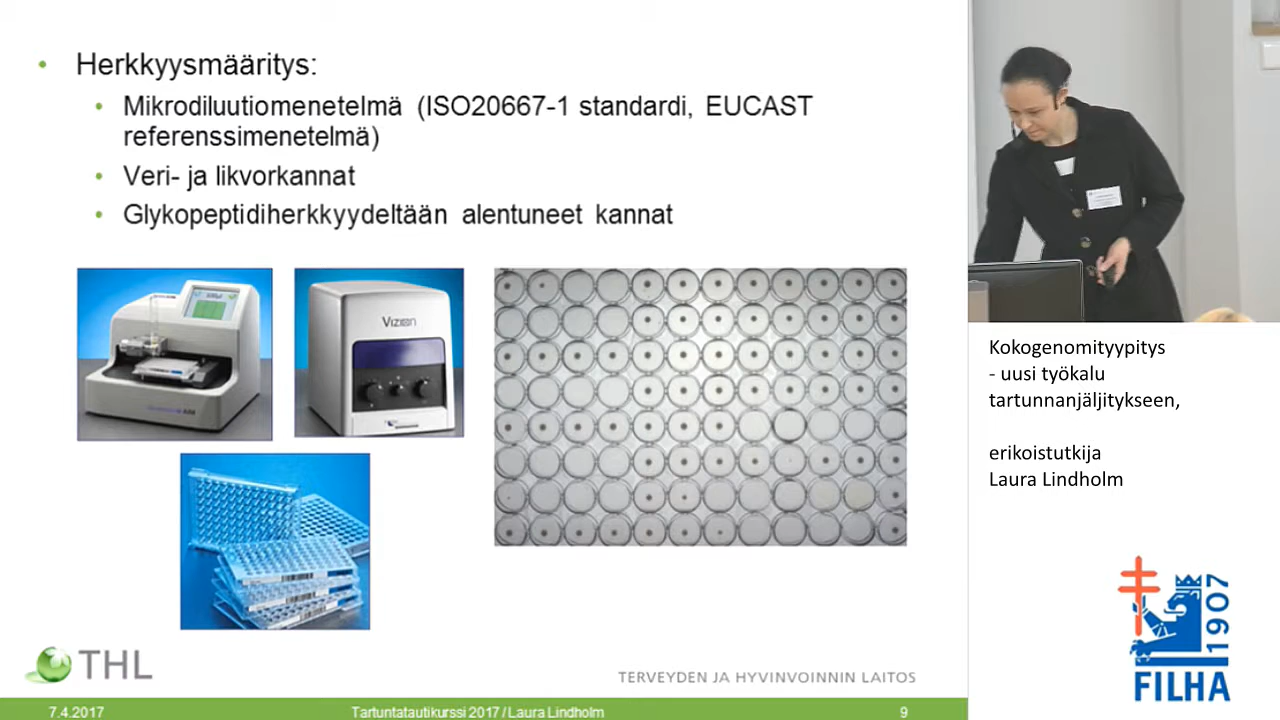 Herkkyysmääritys:
Mikrodiluutiomenetelmä (ISO20667-1 standardi, EUCAST
referenssimenetelmä)
Veri- ja likvorkannat
Glykopeptidiherkkyydeltään alentuneet kannat
Vizion
THL
TERVEYDEN JA HYVINVOINNIN LAITOS
7.4.2017
Tartuntatautikurssi 2017 / Laura Lindholm
9
Kokogenomityypitys
- uusi työkalu
tartunnanjäljitykseen,
erikoistutkija
Laura Lindholm
1907
FILHA